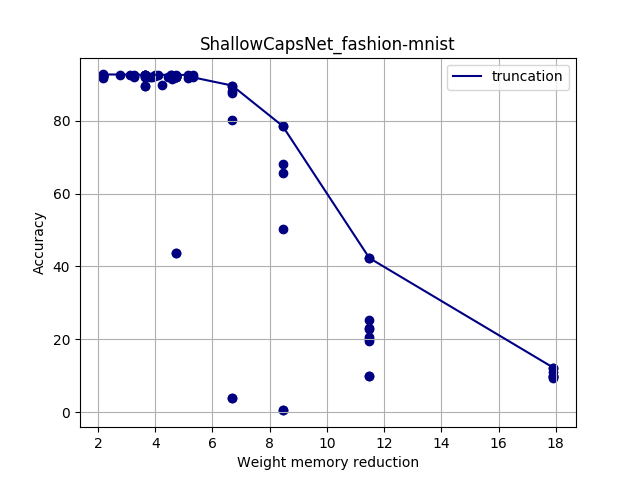 ShallowCapsNet_fashion-mnist
truncation
Accuracy
80
60
40
20
0
2 4 6 8 10 12 14 16 18
Weight memory reduction